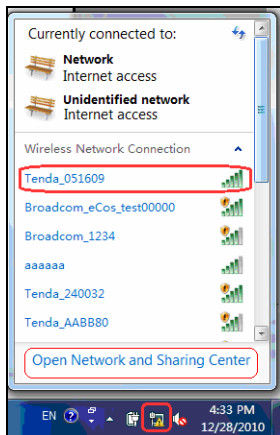 Currently connected to:
Network
Internet access
Unidentified network
Internet access
Wireless Network Connection
Tenda_051609
Broadcom_eCos_test00000
Broadcom_1234
aaaaaa
Tenda_240032
Tenda_AABB80
Open Network and Sharing Center
EN
4:33 PM
12/28/2010